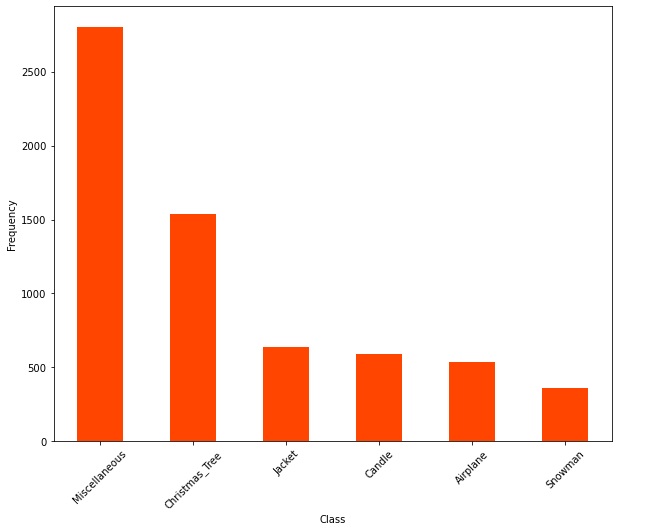 2500
2000
1500
1000
500
0
Frequency
Miscellaneous
Christmas_Tree
Jacket
Candle
Airplane
Snowman
Class